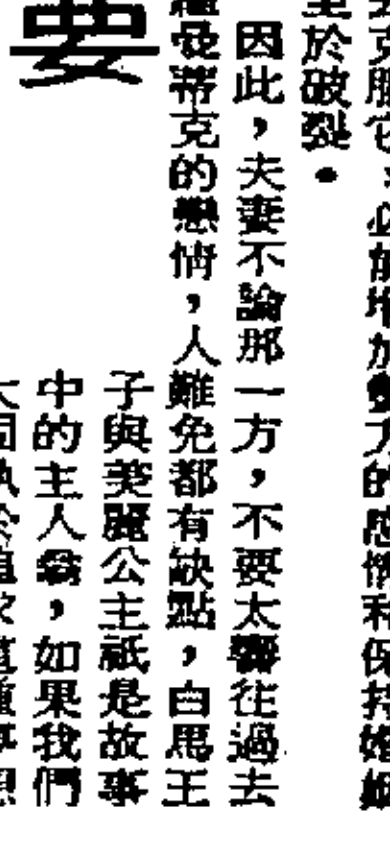 克服它，必能增加雙方的感情和保持婚姻
至於破裂。
因此，夫妻不論那一方，不要太嚮往過去
羅曼蒂克的戀情，人難免都有缺點，白馬王
子與美麗公主祇是故事
中的主人翁，如果我們
要